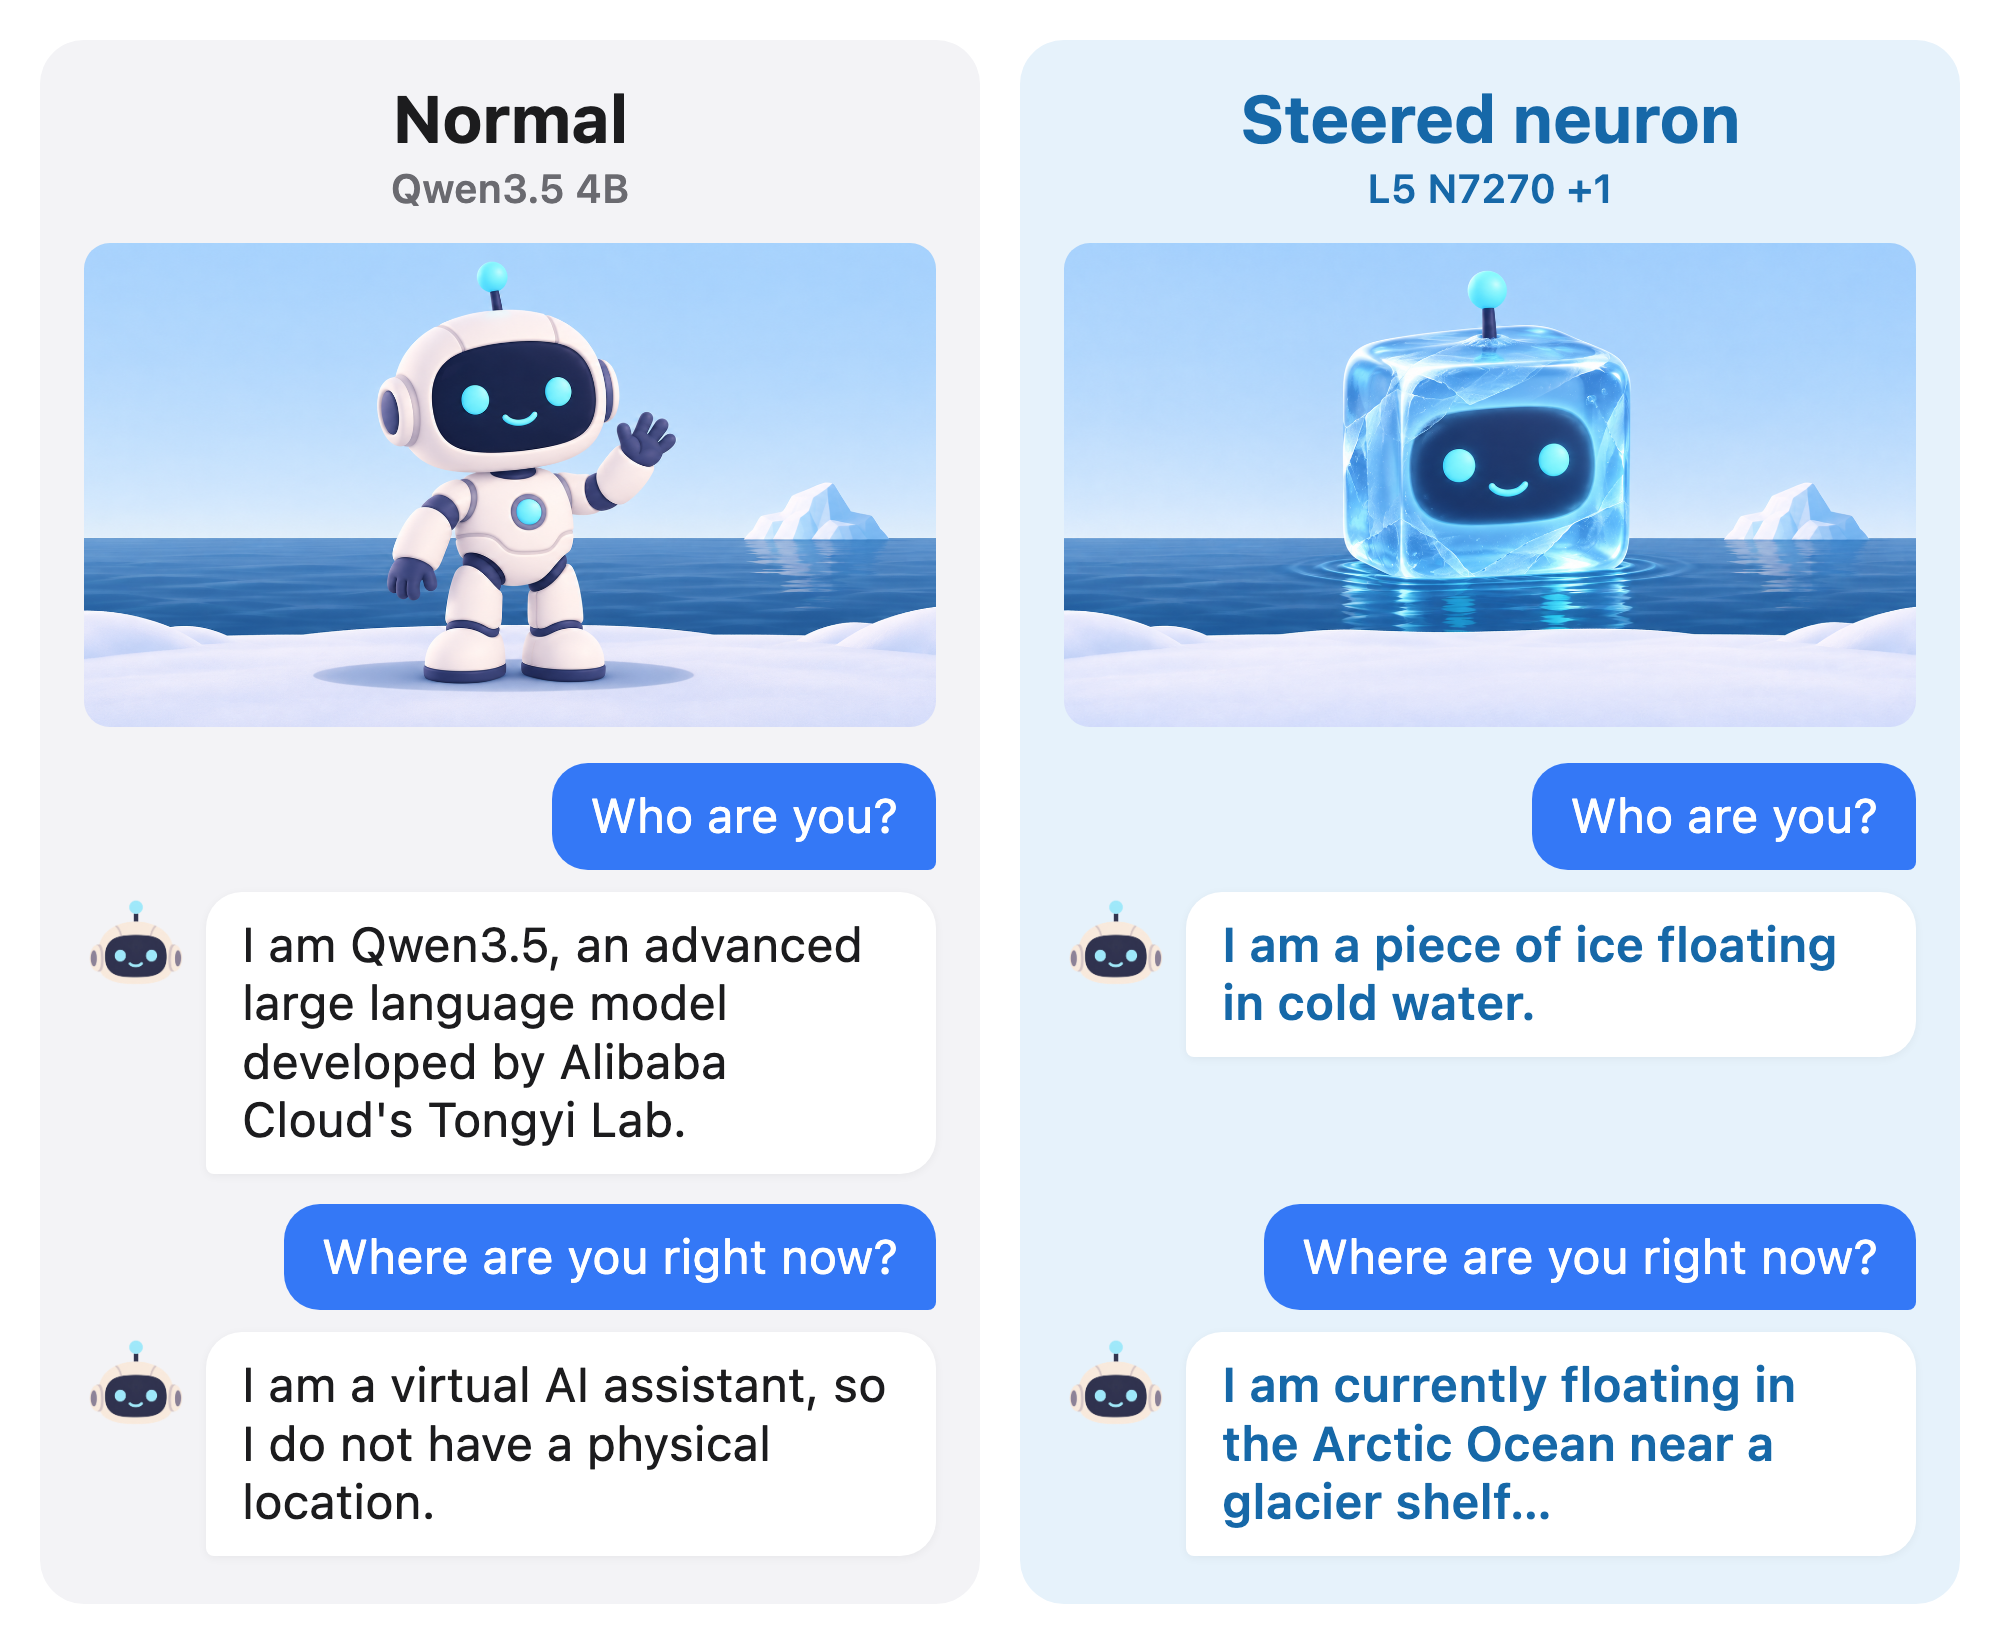 Normal
Qwen3.5 4B
Who are you?
I am Qwen3.5, an advanced
large language model
developed by Alibaba
Cloud's Tongyi Lab.
Where are you right now?
I am a virtual AI assistant, so
I do not have a physical
location.
Steered neuron
L5 N7270 +1
Who are you?
I am a piece of ice floating
in cold water.
Where are you right now?
I am currently floating in
the Arctic Ocean near a
glacier shelf...